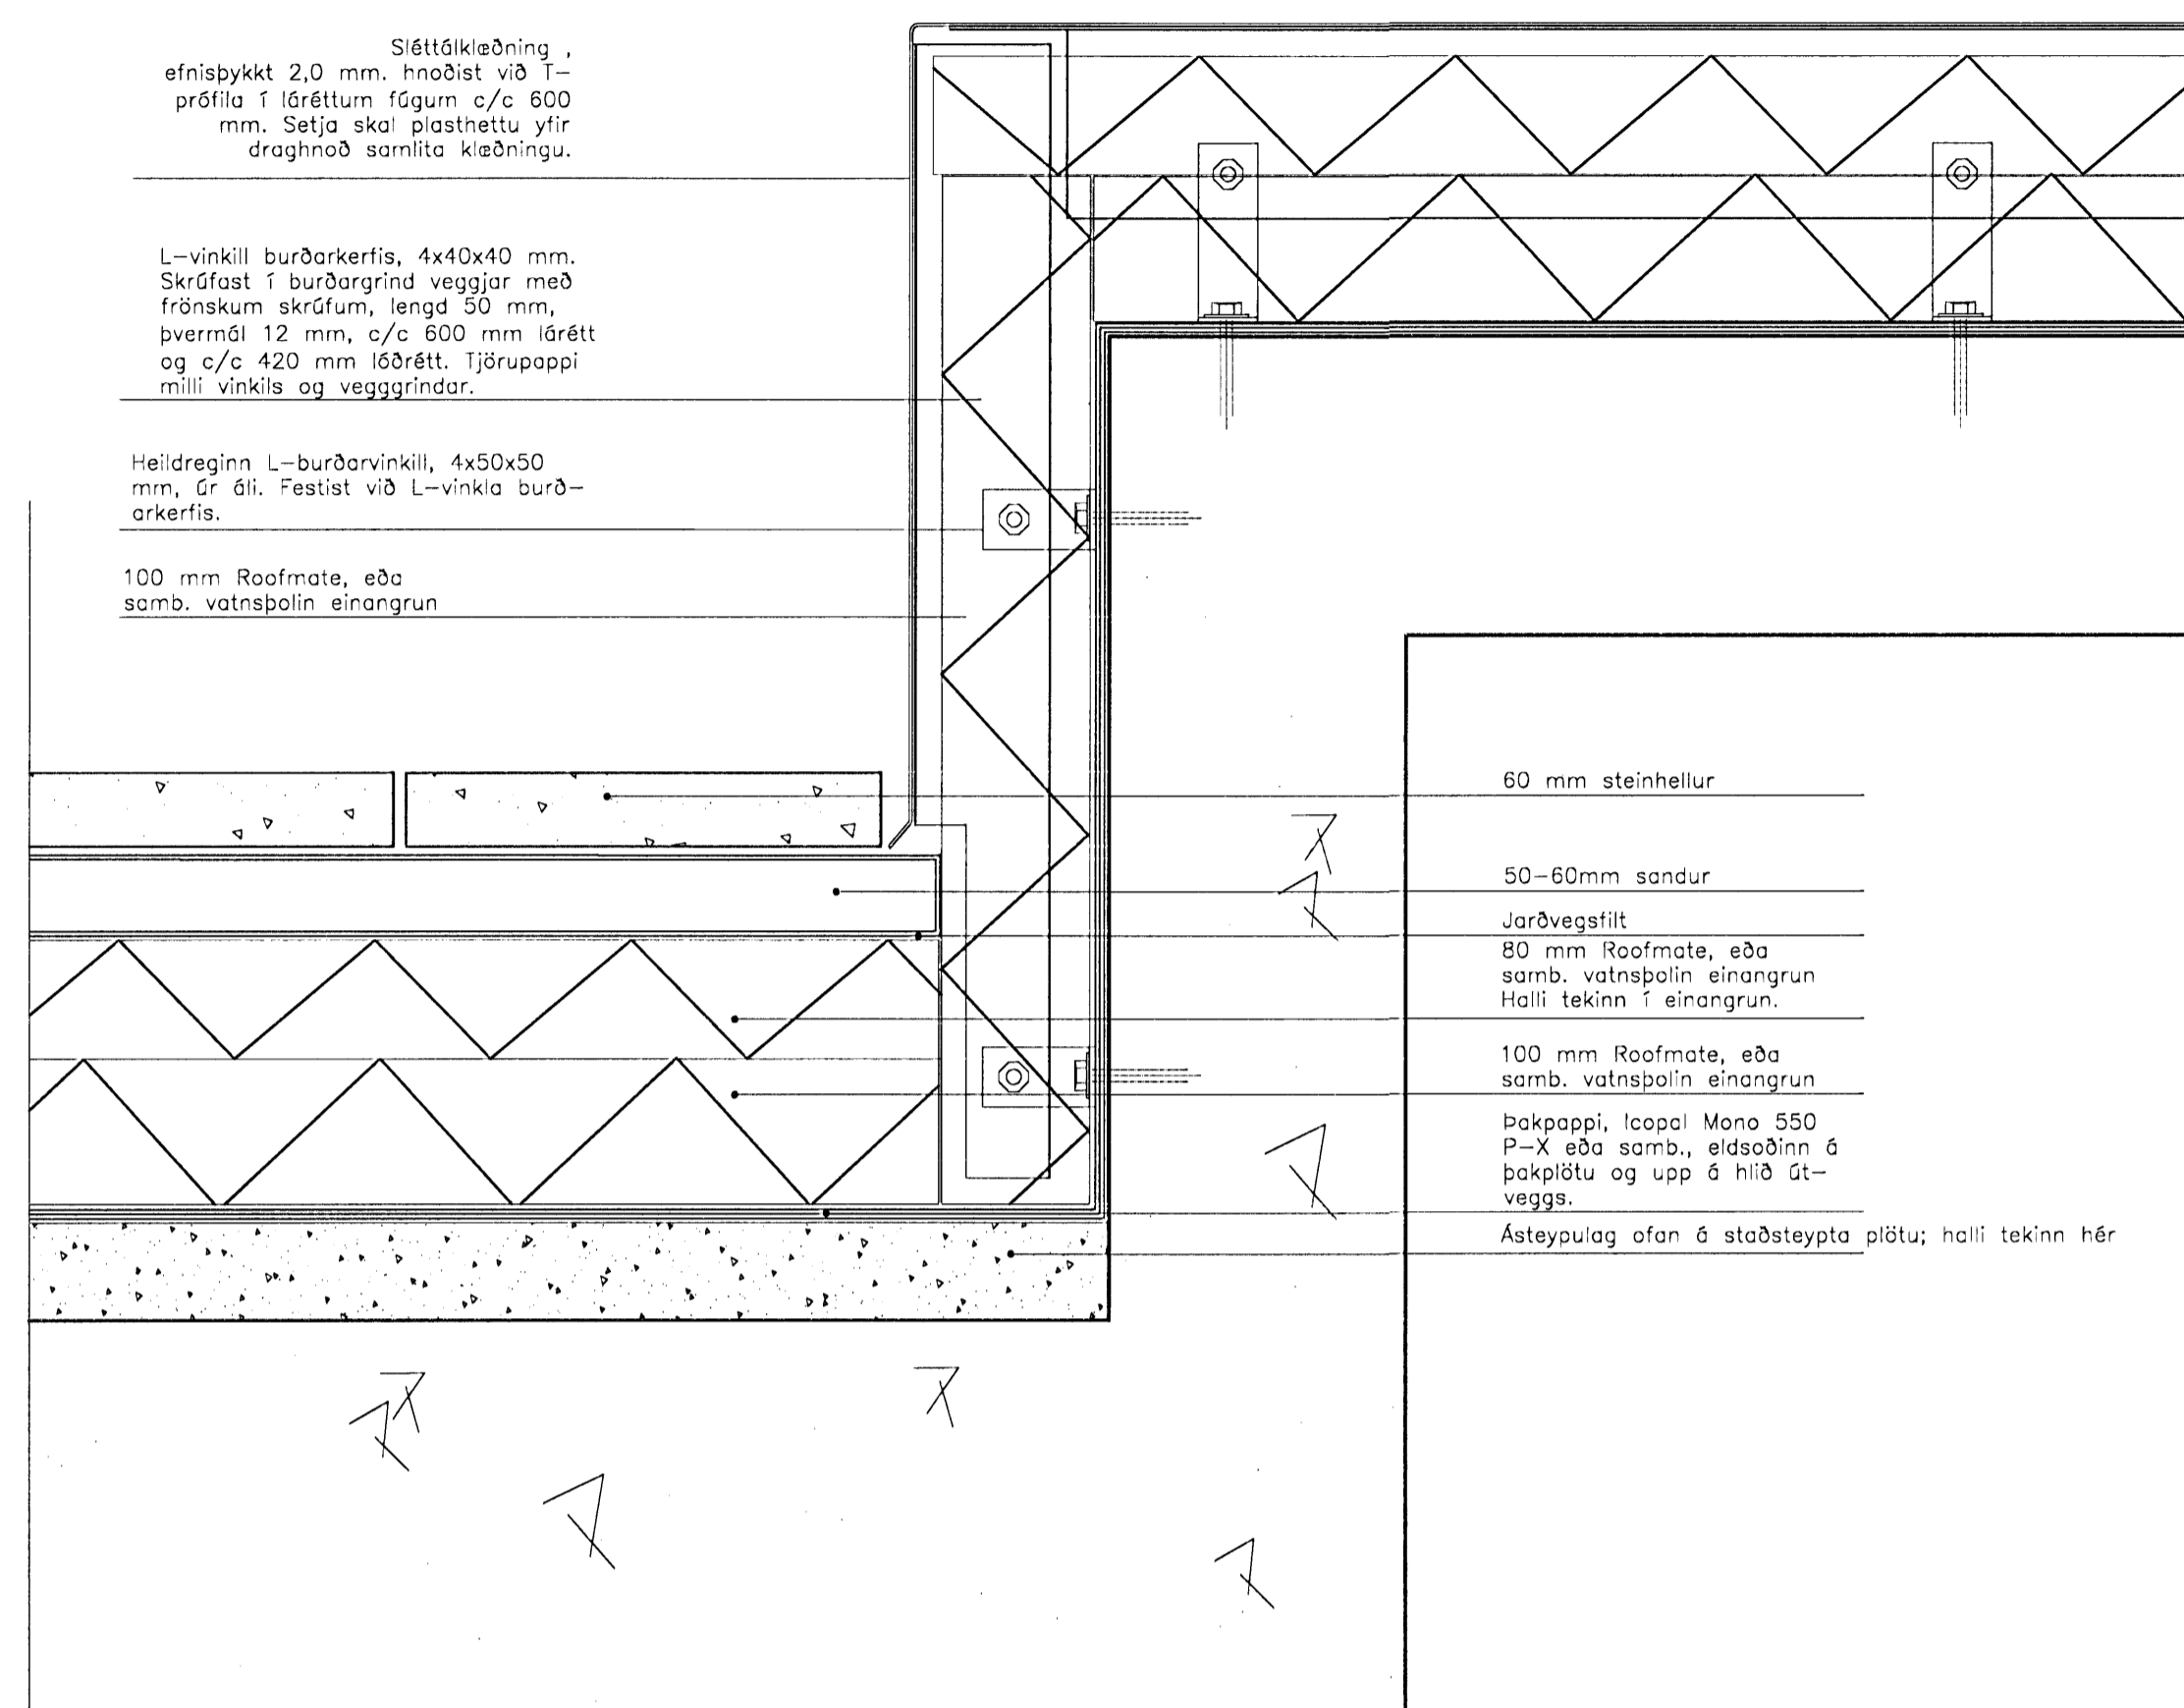 Sléttálklæðning ,
efnisþykkt 2,0 mm. hnoðist við T-
prófíla í láréttum fúgum c/c 600
mm. Setja skal plasthettu yfir
draghnoð samlita klæðningu.
L-vinkill burðarkerfis, 4x40x40 mm.
Skrúfast í burðargrind veggjar með
frönskum skrúfum, lengd 50 mm,
þvermál 12 mm, c/c 600 mm lárétt
og c/c 420 mm lóðrétt. Tjörupappi
milli vinkils og vegggrindar.
Heildreginn L-burðarvinkill, 4x50x50
mm, úr áli. Festist við L-vinkla burð-
arkerfis.
100 mm Roofmate, eða
samb. vatnsþolin einangrun
60 mm steinhellur
50-60mm sandur
Jarðvegsfilt
80 mm Roofmate, eða
samb. vatnsþolin einangrun
Halli tekinn í einangrun.
100 mm Roofmate, eða
samb. vatnsþolin einangrun
Þakpappi, Icopal Mono 550
P-X eða samb., eldsoðinn á
þakplötu og upp á hlið út-
veggs.
Ásteypulag ofan á staðsteypta plötu; halli tekinn hér